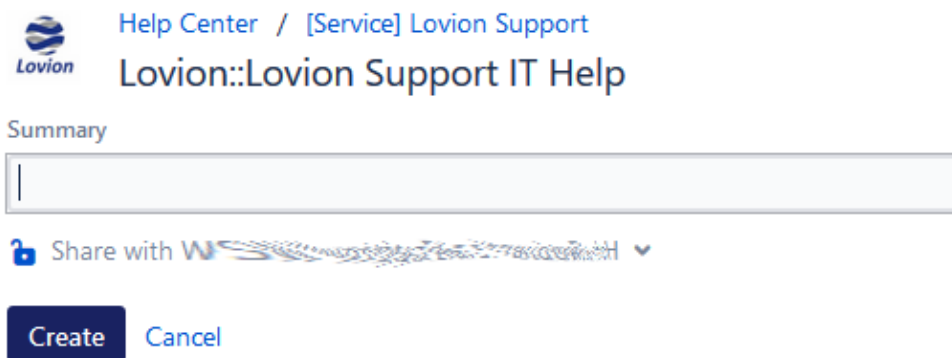 Help Center / [Service] Lovion Support
Lovion
Lovion::Lovion Support IT Help
Summary
Share with
Create Cancel